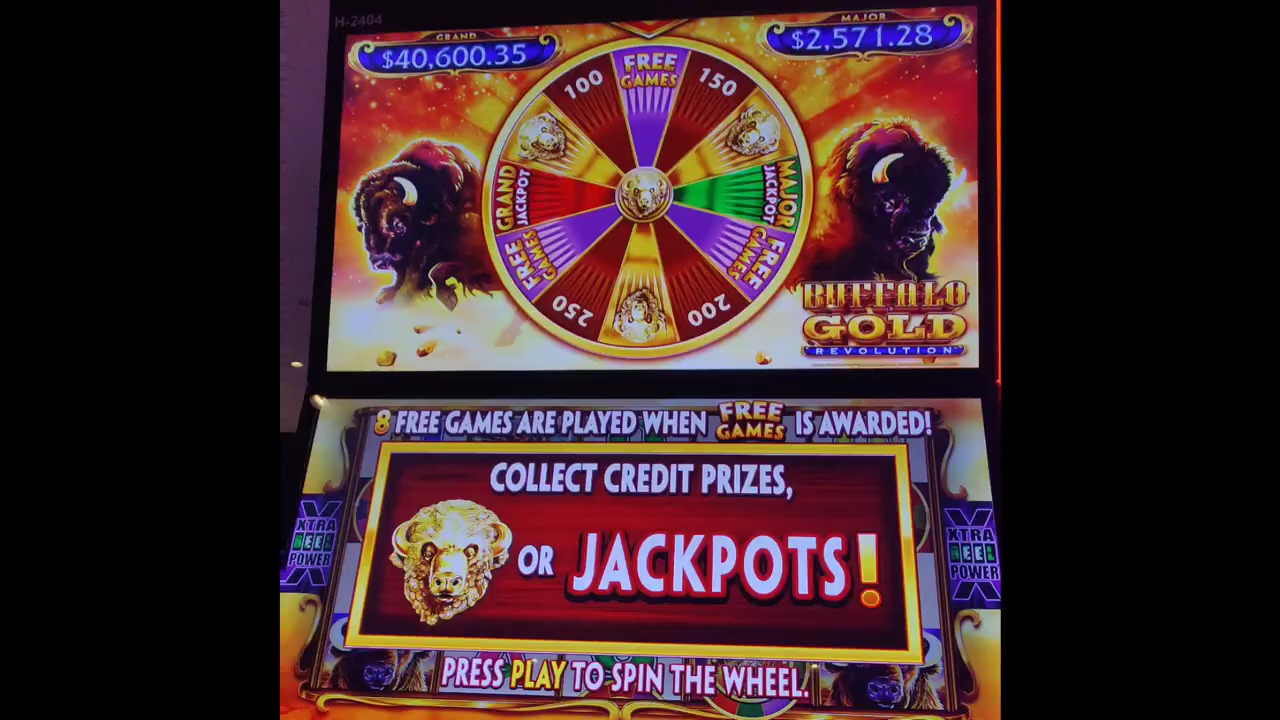 H-2404
GRAND
$40,600.35
MAJOR
$2,571.28
FREE
GAMES
150
MAJOR
JACKPOT
FREE
GAMES
200
250
FREE
GAMES
GRAND
JACKPOT
100
BUFFALO
GOLD
REVOLUTION
8 FREE GAMES ARE PLAYED WHEN FREE GAMES IS AWARDED!
COLLECT CREDIT PRIZES,
OR JACKPOTS!
XTRA
REEL
POWER
XTRA
REEL
POWER
PRESS PLAY TO SPIN THE WHEEL.